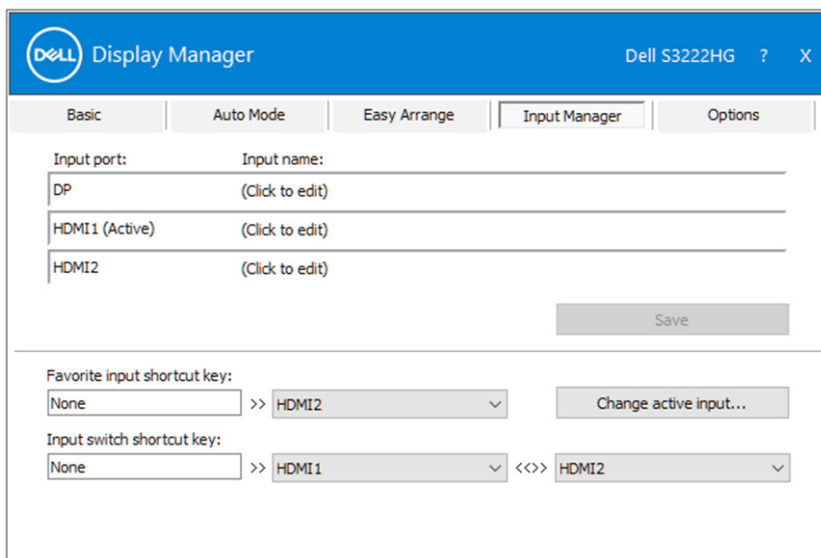 DELL Display Manager Dell S3222HG ? X
Basic Auto Mode Easy Arrange Input Manager Options
Input port: Input name:
DP (Click to edit)
HDMI1 (Active) (Click to edit)
HDMI2 (Click to edit)
Save
Favorite input shortcut key:
None >> HDMI2 Change active input...
Input switch shortcut key:
None >> HDMI1 <<>> HDMI2